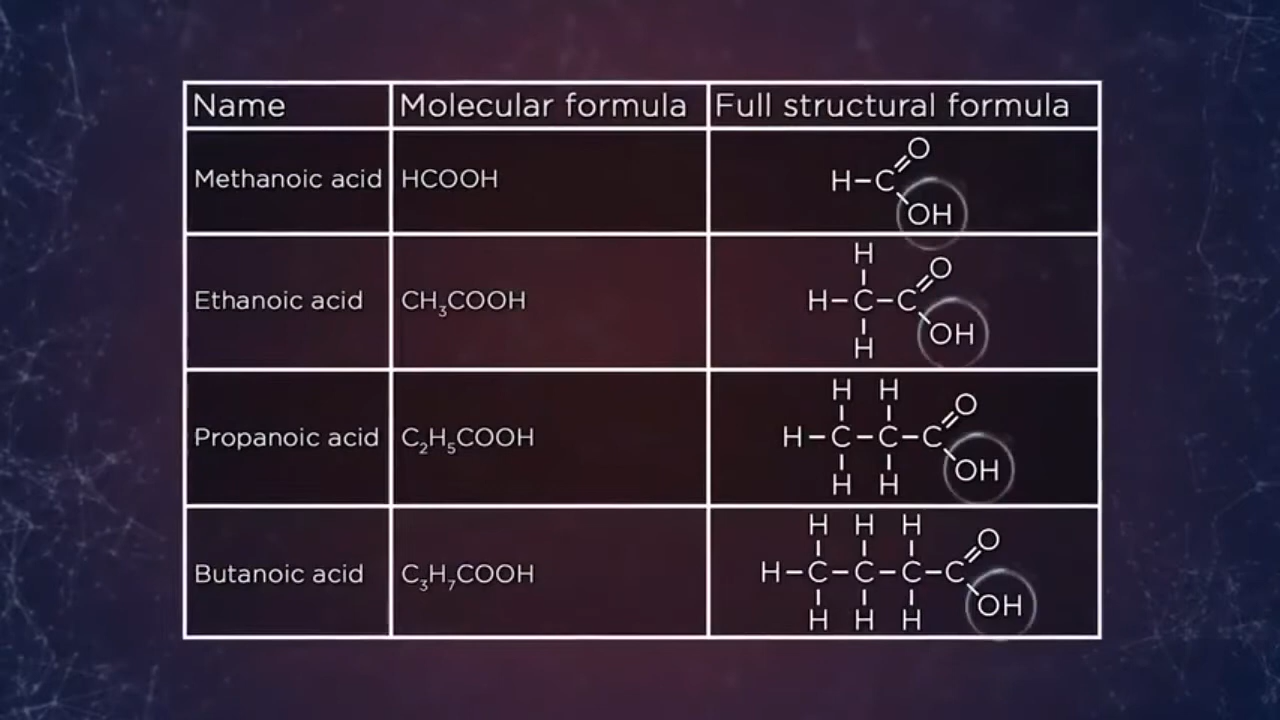 Name Molecular formula Full structural formula
Methanoic acid HCOOH
O
H–C
OH
Ethanoic acid CH₃COOH
H
O
H–C–C
OH
H
Propanoic acid C₂H₅COOH
H H
O
H–C–C–C
OH
H H
Butanoic acid C₃H₇COOH
H H H
O
H–C–C–C–C
OH
H H H